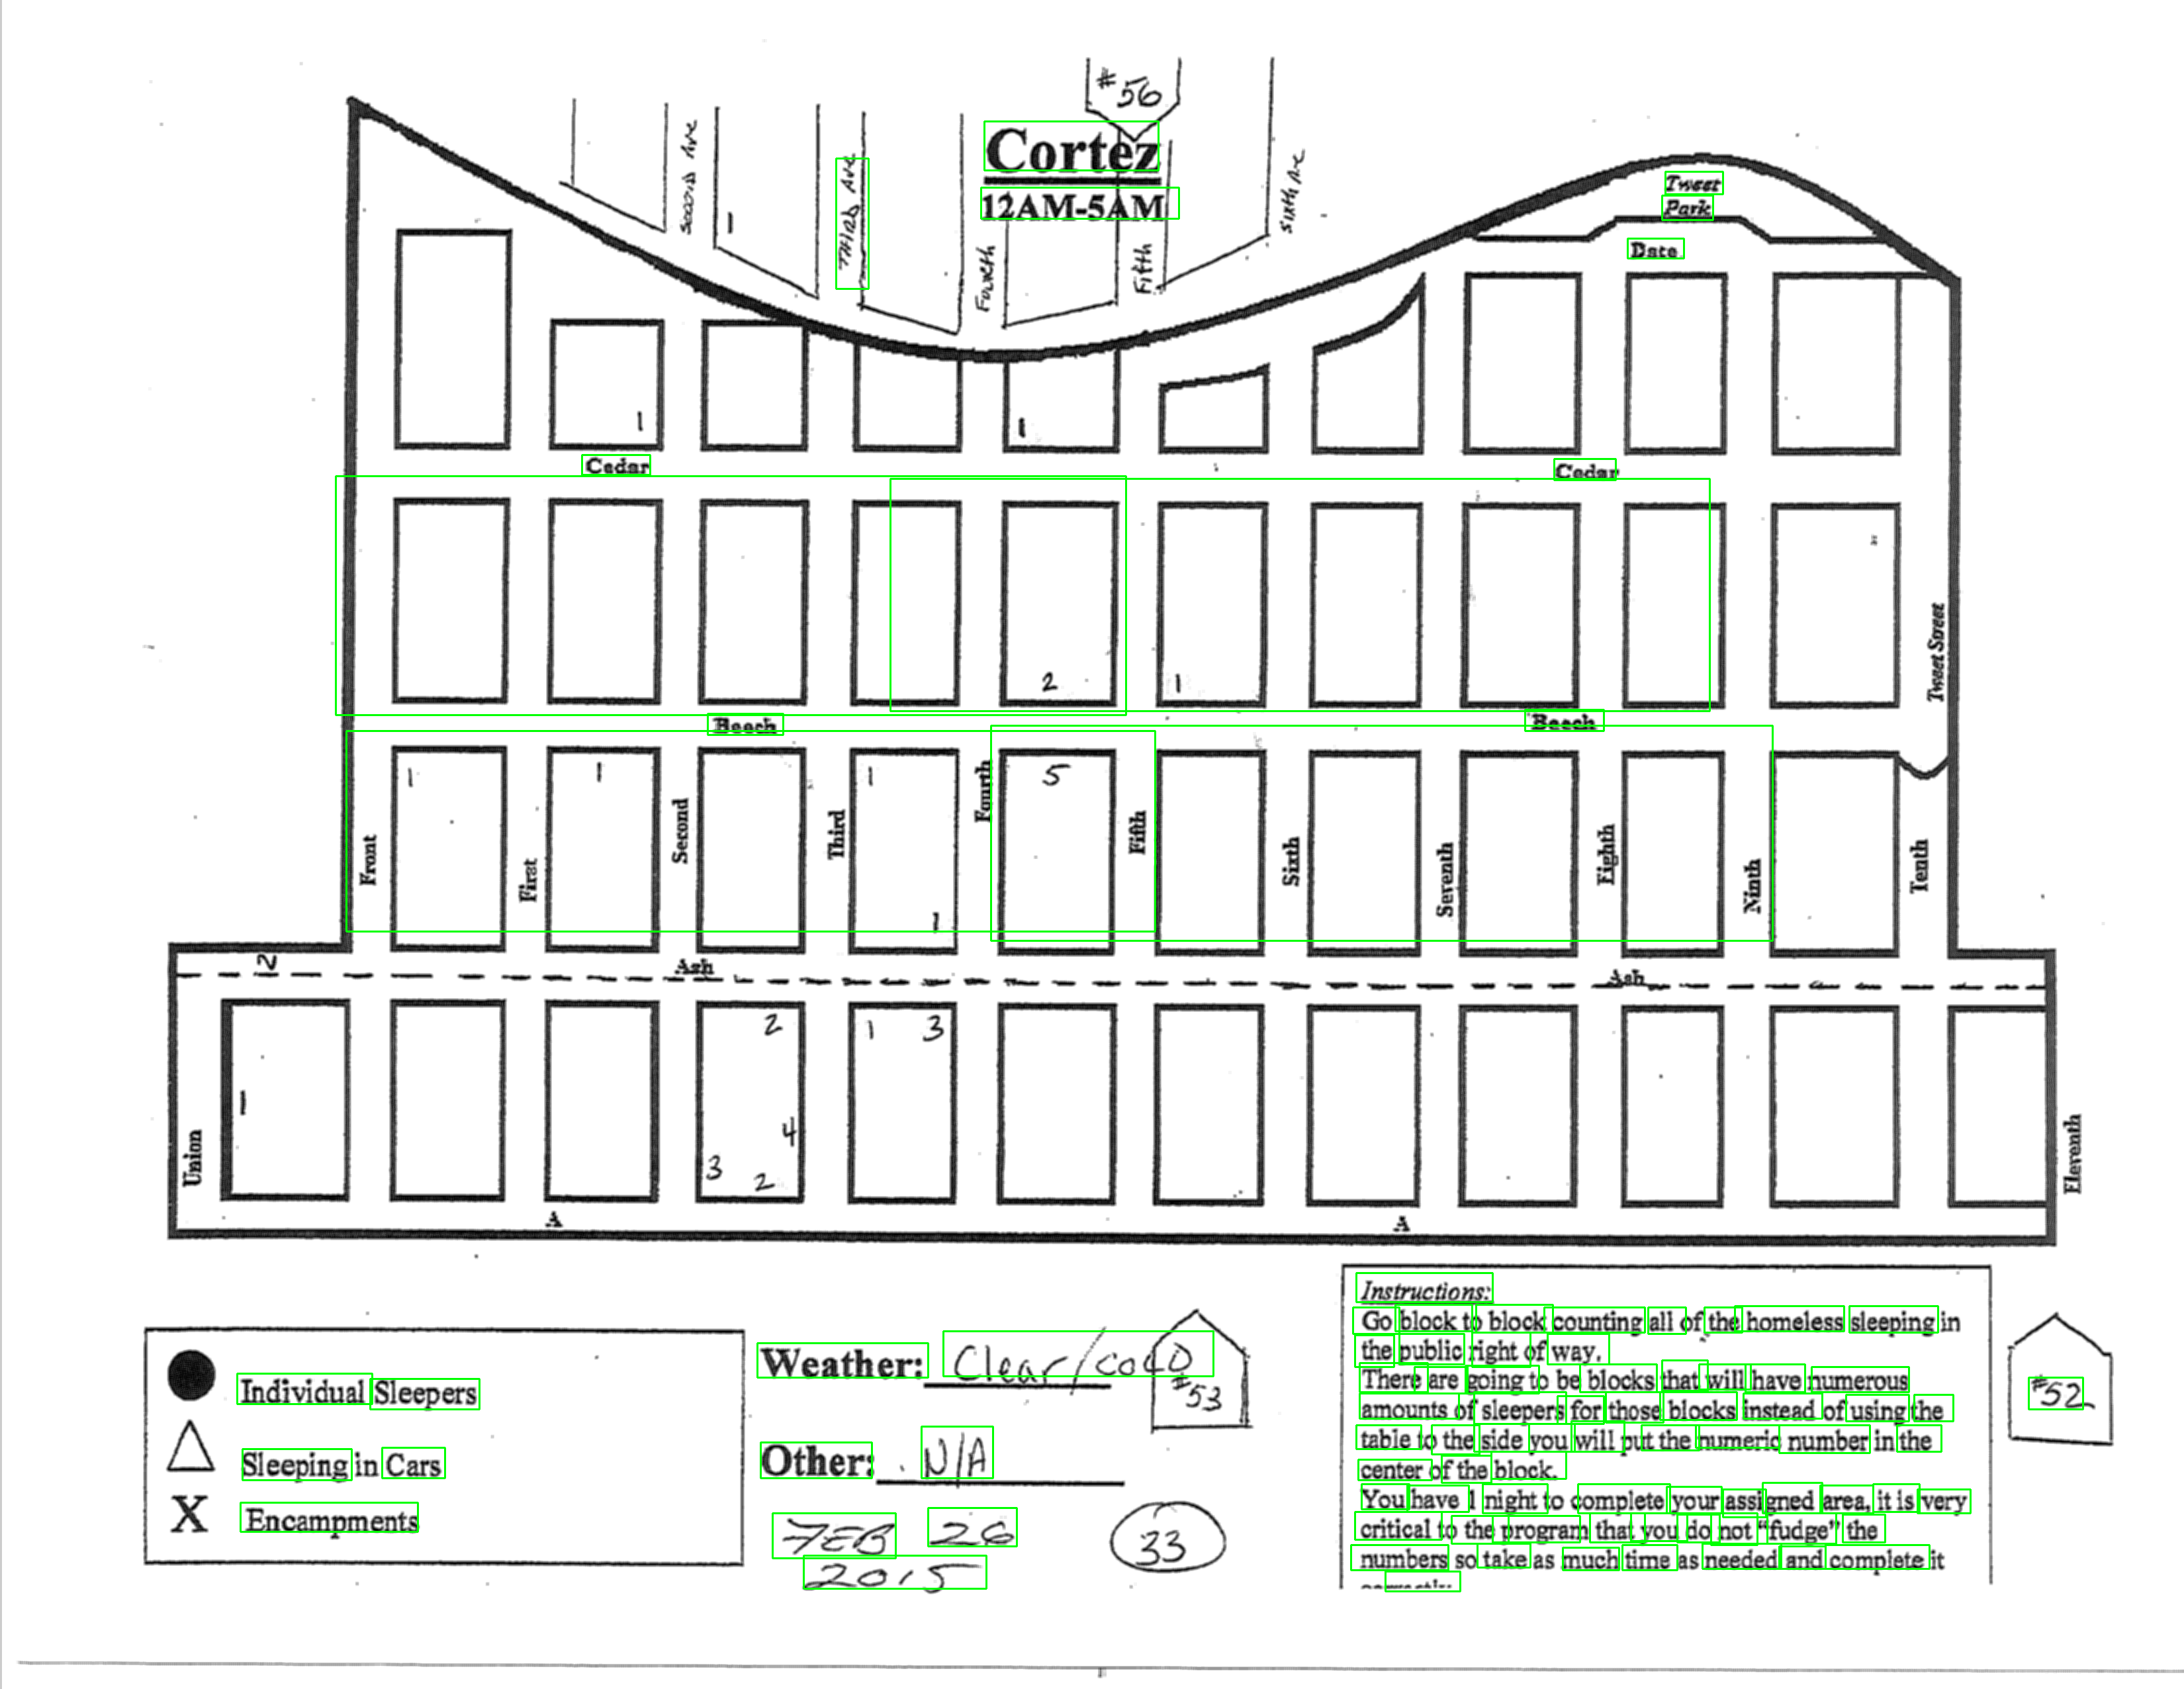 #56
Cortez
12AM-5AM
Second Ave
Third Ave
Fourth
Fifth
Sixth Ave
1
Tweet
Park
Date
1
1
Cedar
Cedar
Tweet Street
2
1
Beech
Beech
1
1
1
5
1
Front
First
Second
Third
Fourth
Fifth
Sixth
Seventh
Eighth
Ninth
Tenth
2
Ash
Ash
2
1
3
1
4
3
2
Union
Eleventh
A
A
Individual Sleepers
Sleeping in Cars
X Encampments
Weather: Clear/cold
#53
Other: N/A
FEB 26
2015
33
Instructions:
Go block to block counting all of the homeless sleeping in
the public right of way.
There are going to be blocks that will have numerous
amounts of sleepers for those blocks instead of using the
table to the side you will put the numeric number in the
center of the block.
You have 1 night to complete your assigned area, it is very
critical to the program that you do not “fudge” the
numbers so take as much time as needed and complete it
#52